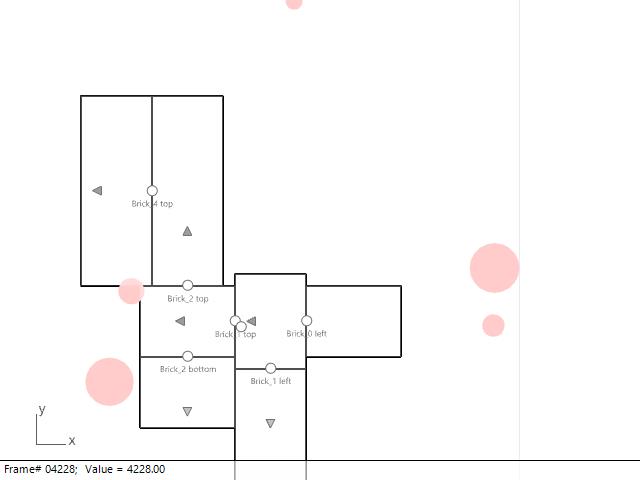 Brick_4 top
Brick_2 top
Brick_1 top
Brick_0 left
Brick_2 bottom
Brick_1 left
y
x
Frame# 04228; Value = 4228.00